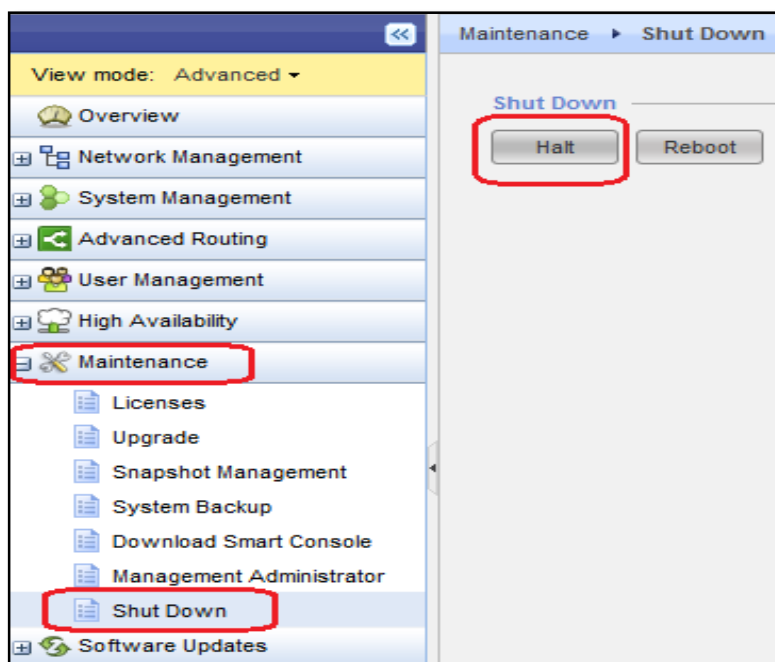 View mode: Advanced
Overview
Network Management
System Management
Advanced Routing
User Management
High Availability
Maintenance
Licenses
Upgrade
Snapshot Management
System Backup
Download Smart Console
Management Administrator
Shut Down
Software Updates
Maintenance Shut Down
Shut Down
Halt Reboot